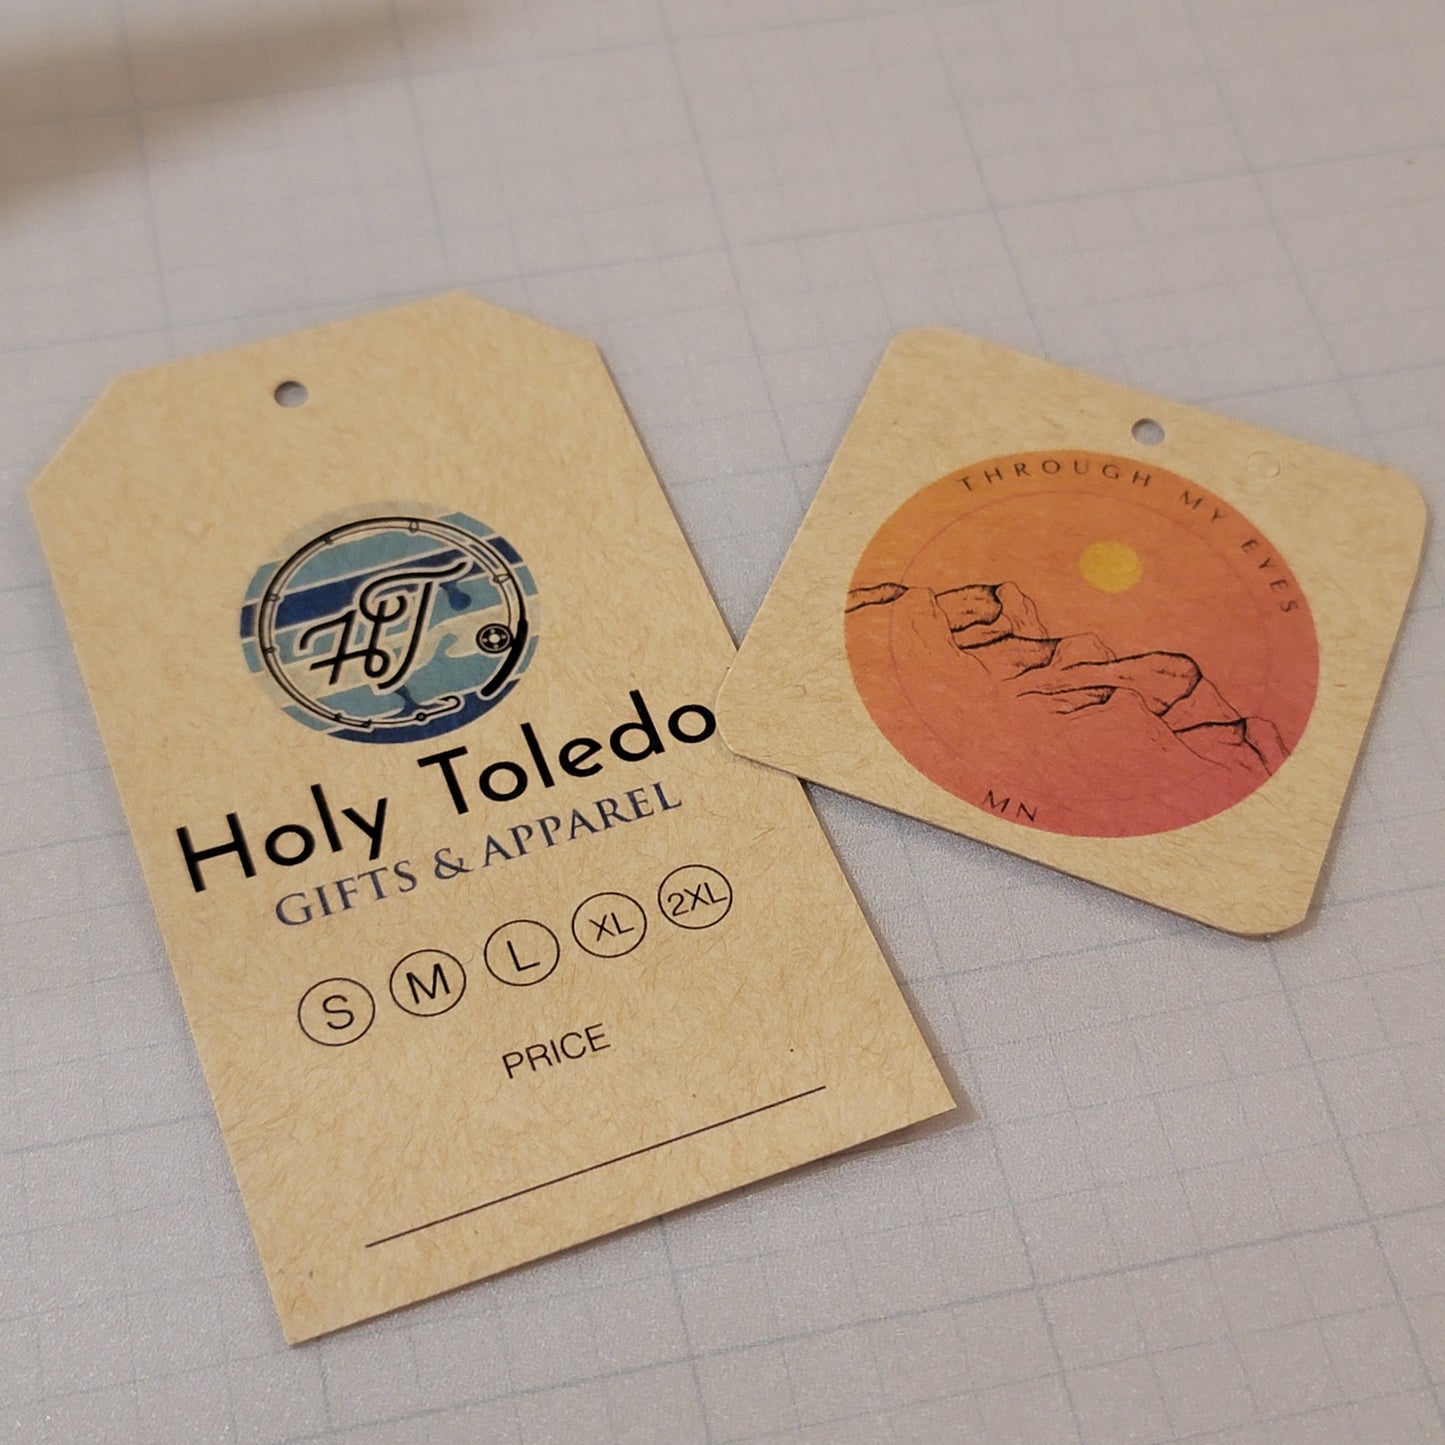 HT
Holy Toledo
GIFTS & APPAREL
S M L XL 2XL
PRICE
THROUGH MY EYES
MN